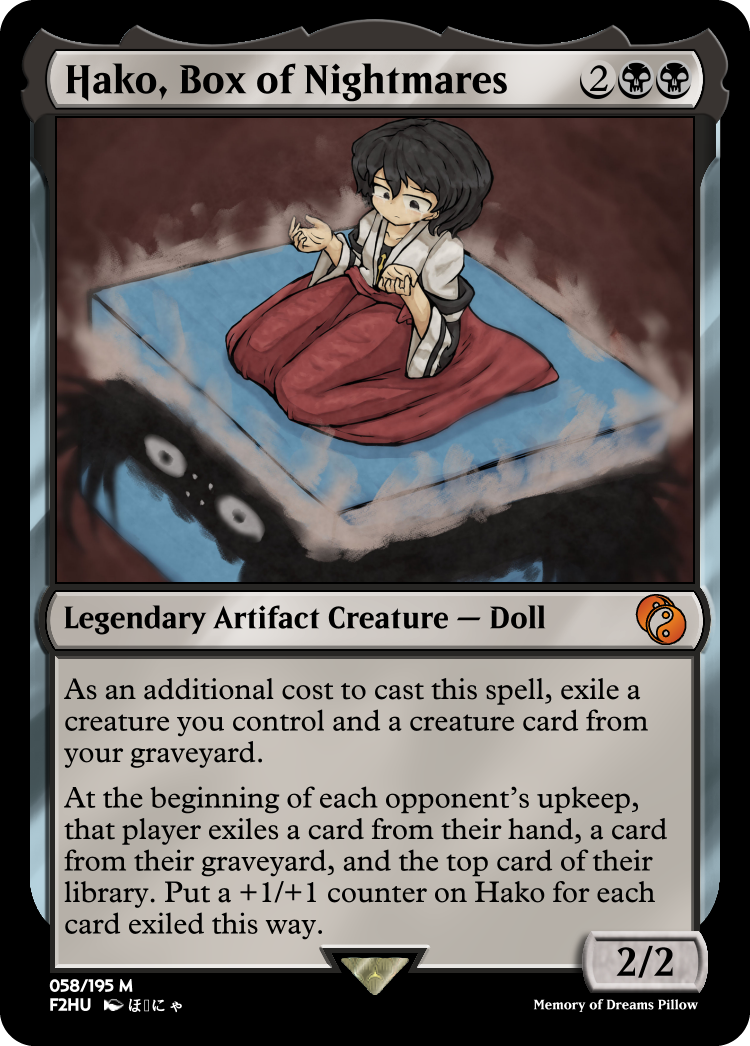 Hako, Box of Nightmares 2
Legendary Artifact Creature — Doll
As an additional cost to cast this spell, exile a
creature you control and a creature card from
your graveyard.
At the beginning of each opponent's upkeep,
that player exiles a card from their hand, a card
from their graveyard, and the top card of their
library. Put a +1/+1 counter on Hako for each
card exiled this way.
2/2
058/195 M
F2HU ほ▯にゃ
Memory of Dreams Pillow